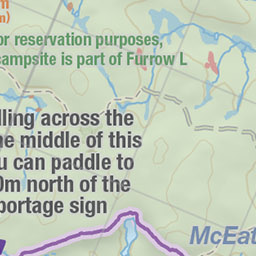 m
m)
or reservation purposes,
campsite is part of Furrow L
lling across the
e middle of this
u can paddle to
0m north of the
portage sign
McEat